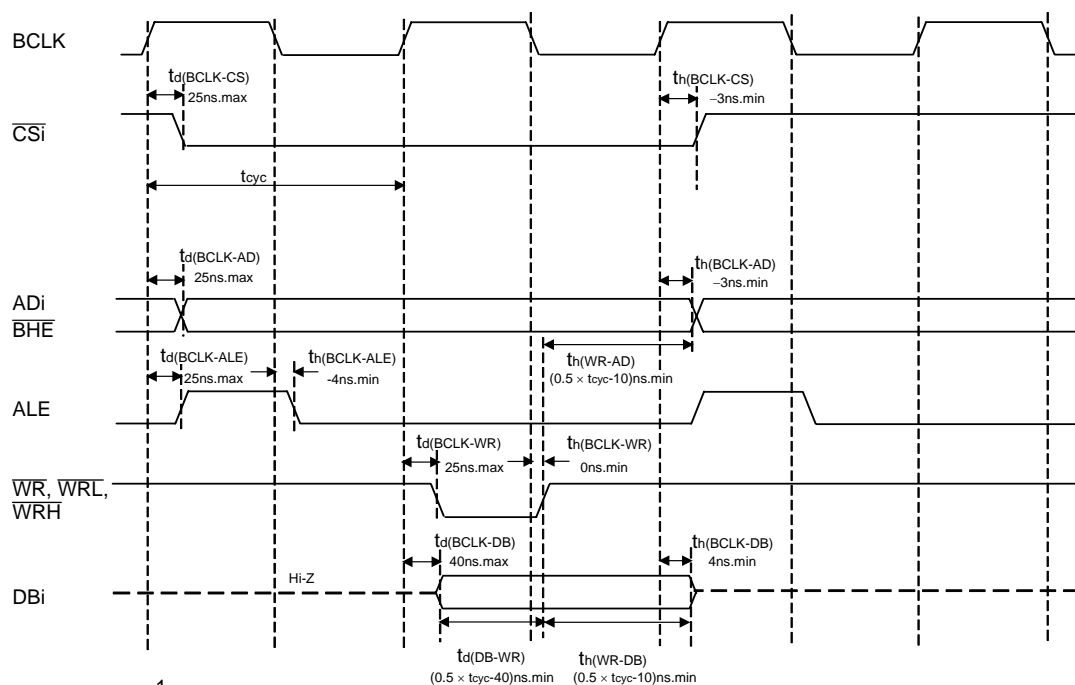 BCLK
td(BCLK-CS)
25ns.max
th(BCLK-CS)
−3ns.min
CSi
tcyc
td(BCLK-AD)
25ns.max
th(BCLK-AD)
−3ns.min
ADi
BHE
td(BCLK-ALE)
25ns.max
th(BCLK-ALE)
-4ns.min
th(WR-AD)
(0.5 × tcyc-10)ns.min
ALE
td(BCLK-WR)
25ns.max
th(BCLK-WR)
0ns.min
WR, WRL,
WRH
td(BCLK-DB)
40ns.max
th(BCLK-DB)
4ns.min
Hi-Z
DBi
td(DB-WR)
(0.5 × tcyc-40)ns.min
th(WR-DB)
(0.5 × tcyc-10)ns.min
1